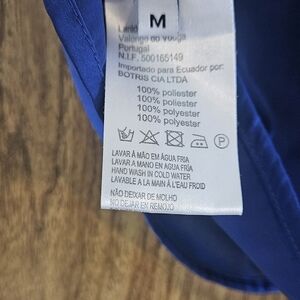 M
Valongo do Vouga
Portugal
N.I.F. 500165149
Importado para Ecuador por:
BOTRIS CIA LTDA
100% poliester
100% poliester
100% polyester
100% polyester
LAVAR À MÃO EM ÁGUA FRIA
LAVAR A MANO EN AGUA FRIA
HAND WASH IN COLD WATER
LAVABLE A LA MAIN À L'EAU FROID
NÃO DEIXAR DE MOLHO
NO DEJAR EN REMOJO